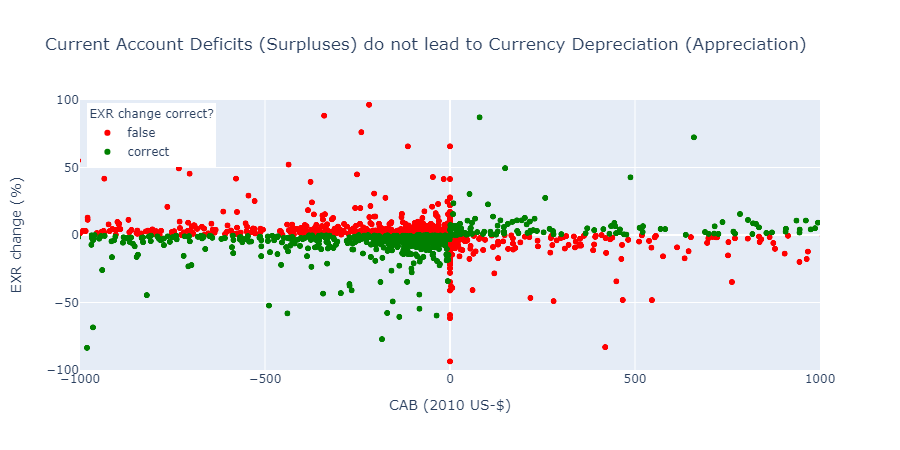 Current Account Deficits (Surpluses) do not lead to Currency Depreciation (Appreciation)
EXR change correct?
false
correct
100
50
0
−50
−100
EXR change (%)
−1000
−500
0
500
1000
CAB (2010 US-$)